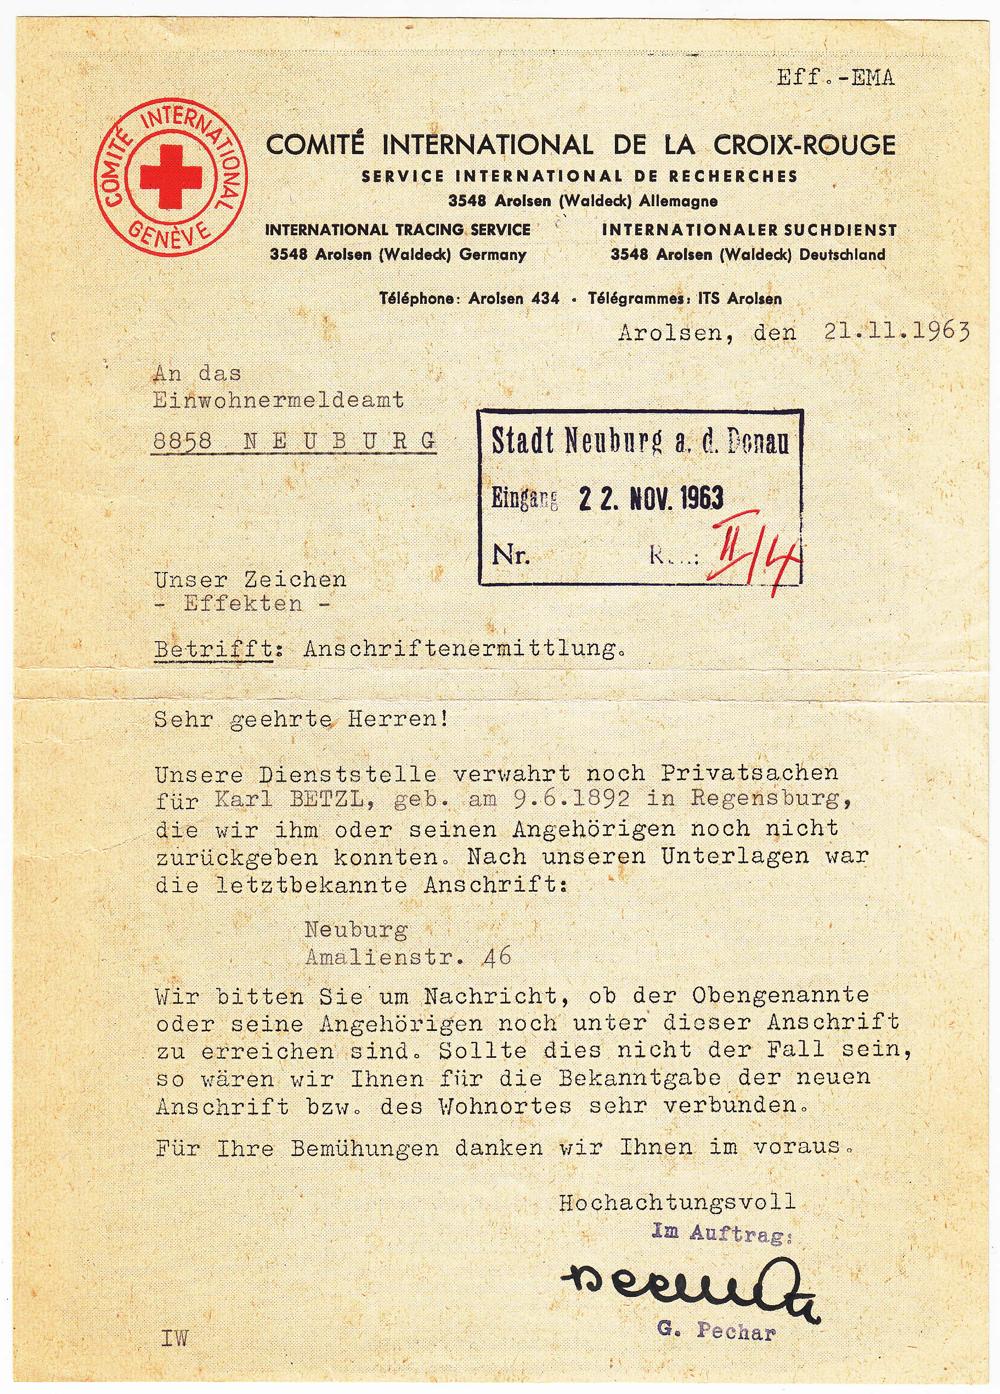 Eff.-EMA
COMITÉ INTERNATIONAL GENÈVE
COMITÉ INTERNATIONAL DE LA CROIX-ROUGE
SERVICE INTERNATIONAL DE RECHERCHES
3548 Arolsen (Waldeck) Allemagne
INTERNATIONAL TRACING SERVICE
3548 Arolsen (Waldeck) Germany
INTERNATIONALER SUCHDIENST
3548 Arolsen (Waldeck) Deutschland
Téléphone: Arolsen 434 · Télégrammes: ITS Arolsen
Arolsen, den 21.11.1963
An das
Einwohnermeldeamt
8858 N E U B U R G
Stadt Neuburg a. d. Donau
Eingang 22. NOV. 1963
Nr. II/4
Unser Zeichen
- Effekten -
Betrifft: Anschriftenermittlung.
Sehr geehrte Herren!
Unsere Dienststelle verwahrt noch Privatsachen
für Karl BETZL, geb. am 9.6.1892 in Regensburg,
die wir ihm oder seinen Angehörigen noch nicht
zurückgeben konnten. Nach unseren Unterlagen war
die letztbekannte Anschrift:
Neuburg
Amalienstr. 46
Wir bitten Sie um Nachricht, ob der Obengenannte
oder seine Angehörigen noch unter dieser Anschrift
zu erreichen sind. Sollte dies nicht der Fall sein,
so wären wir Ihnen für die Bekanntgabe der neuen
Anschrift bzw. des Wohnortes sehr verbunden.
Für Ihre Bemühungen danken wir Ihnen im voraus.
Hochachtungsvoll
Im Auftrag:
G. Pechar
IW